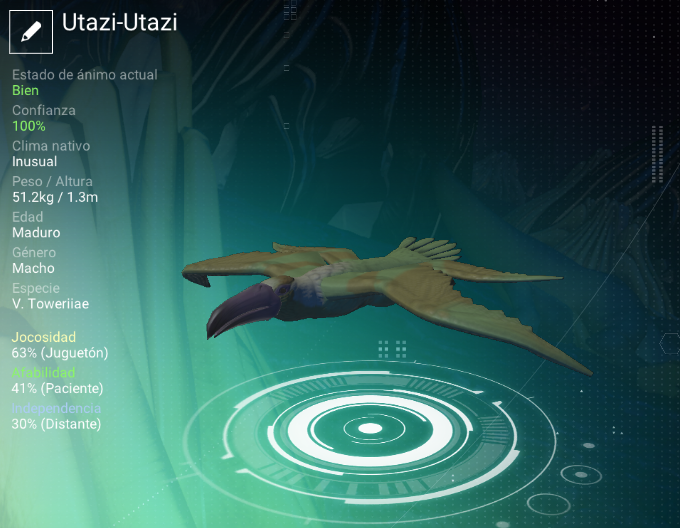 Utazi-Utazi
Estado de ánimo actual
Bien
Confianza
100%
Clima nativo
Inusual
Peso / Altura
51.2kg / 1.3m
Edad
Maduro
Género
Macho
Especie
V. Toweriiae
Jocosidad
63% (Juguetón)
Afabilidad
41% (Paciente)
Independencia
30% (Distante)